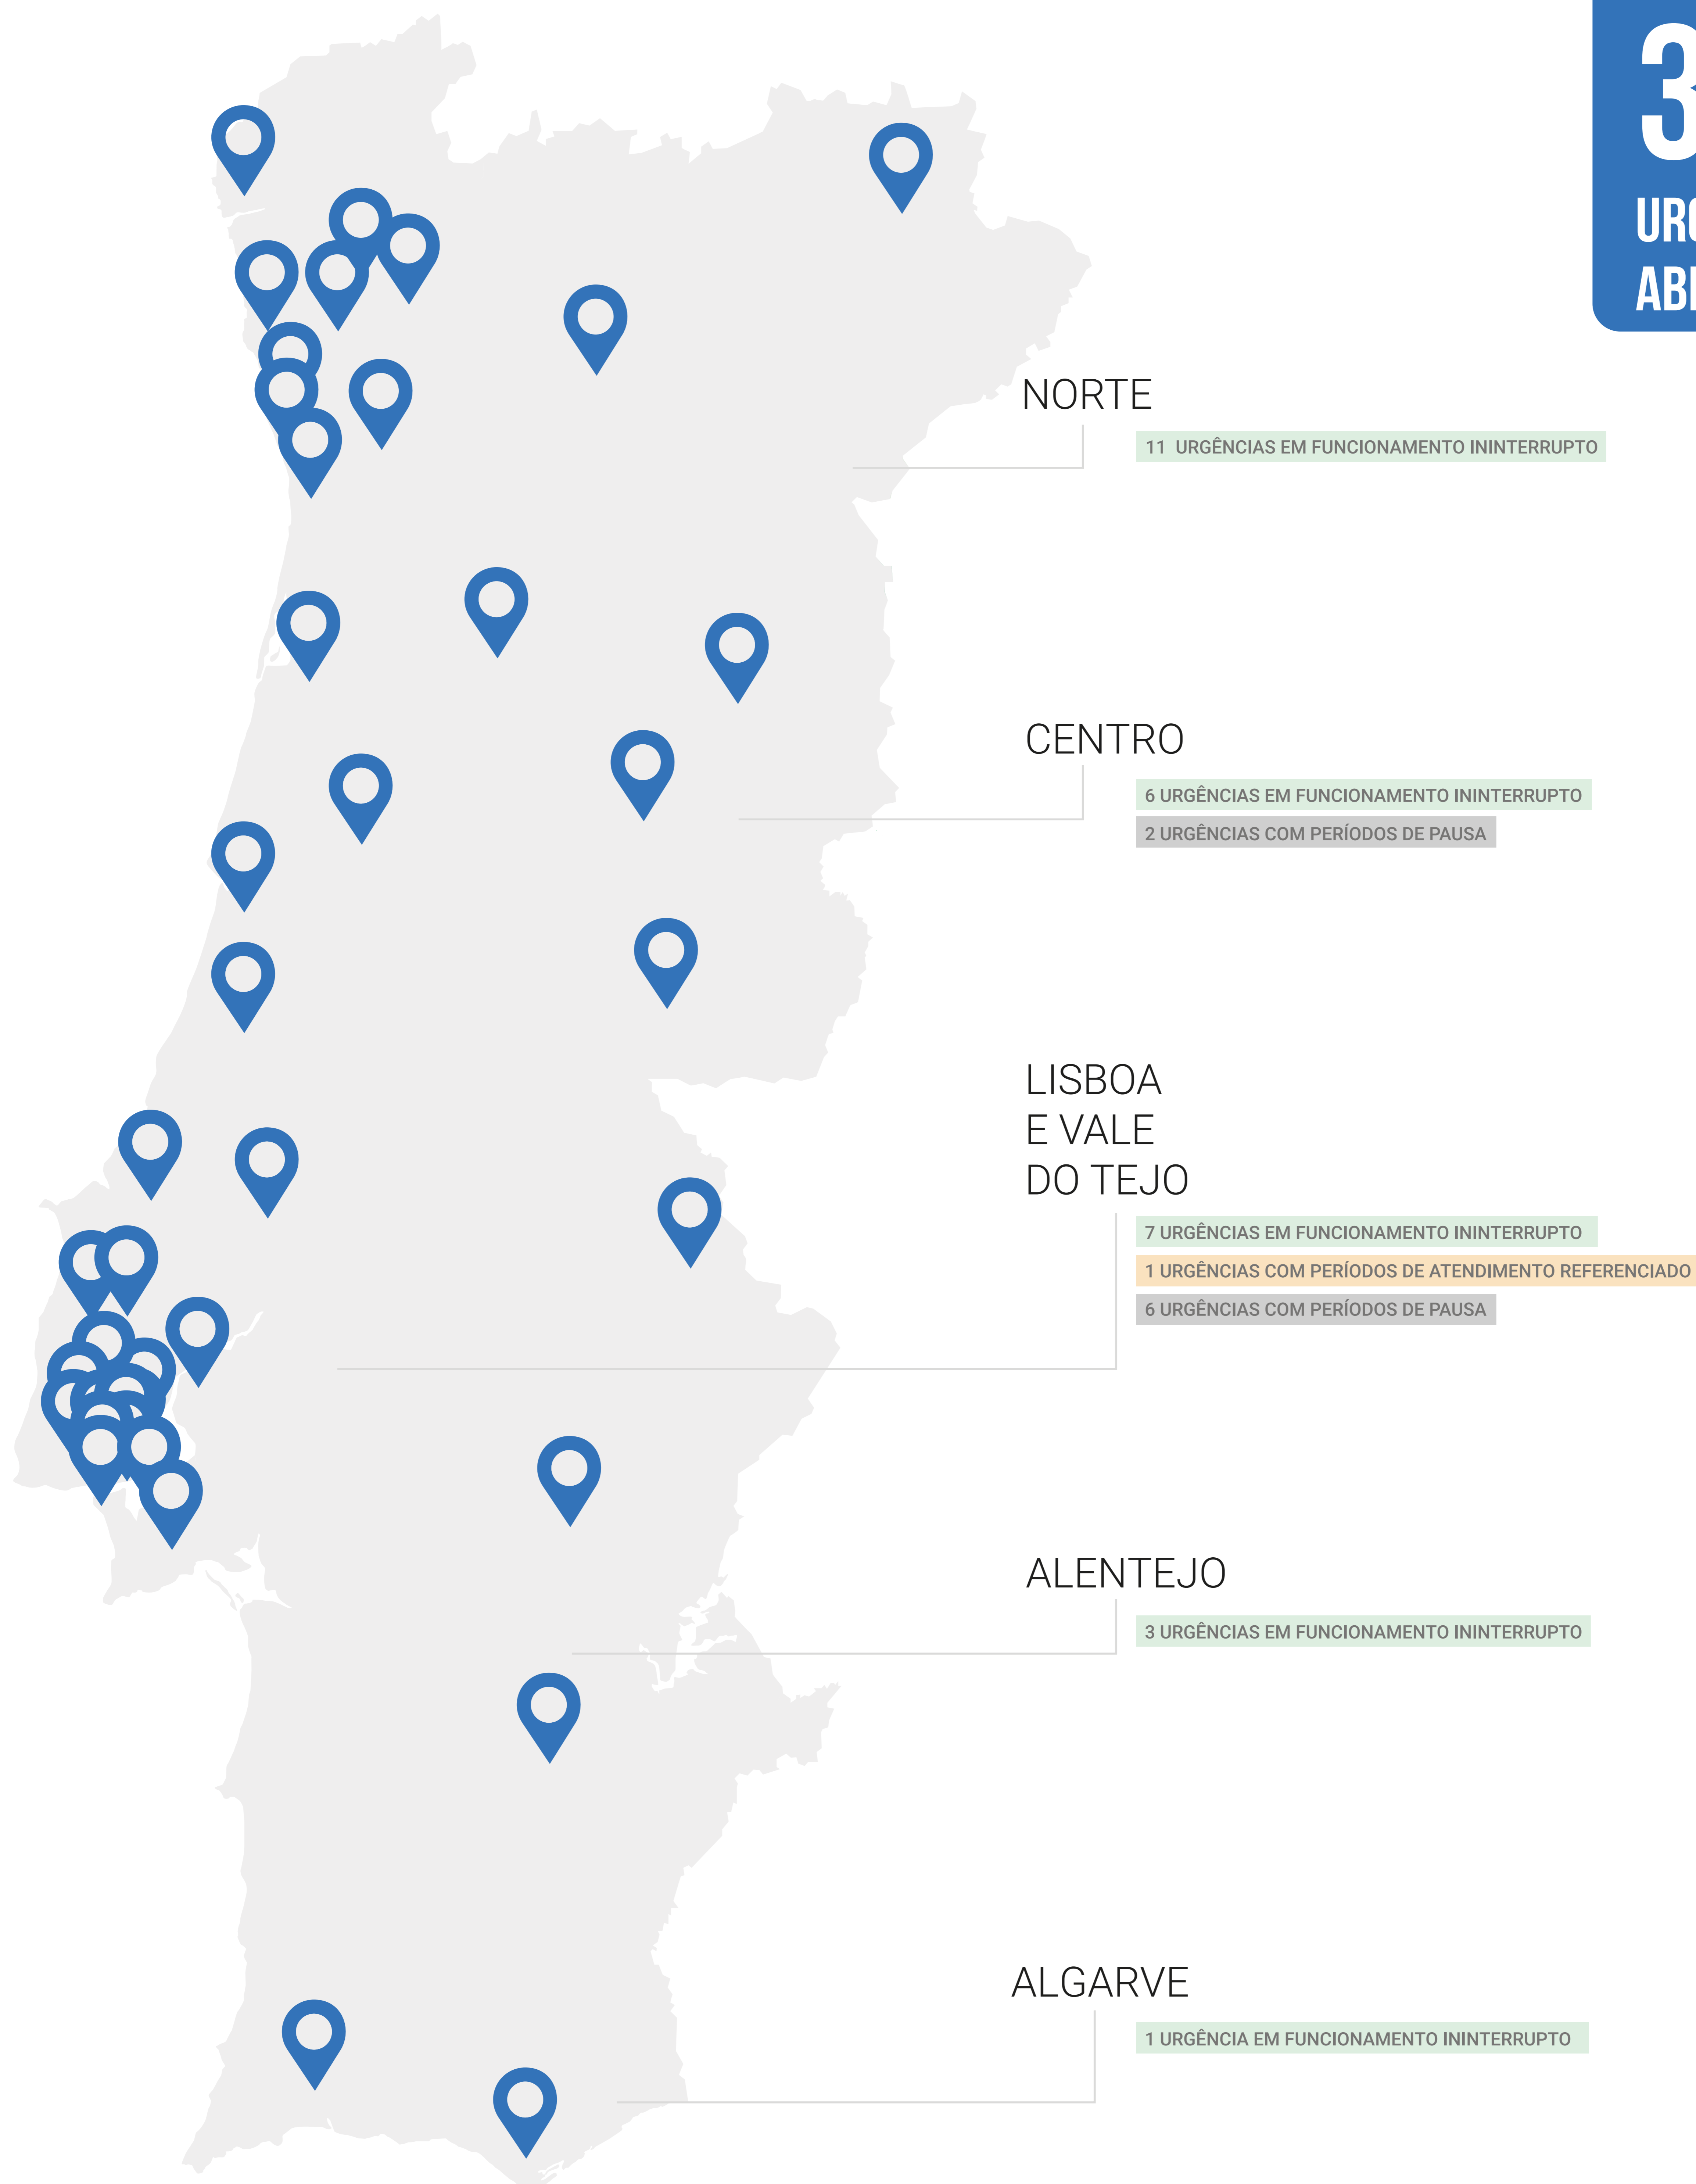 3
NORTE
11 URGÊNCIAS EM FUNCIONAMENTO ININTERRUPTO
CENTRO
6 URGÊNCIAS EM FUNCIONAMENTO ININTERRUPTO
2 URGÊNCIAS COM PERÍODOS DE PAUSA
LISBOA
E VALE
DO TEJO
7 URGÊNCIAS EM FUNCIONAMENTO ININTERRUPTO
1 URGÊNCIAS COM PERÍODOS DE ATENDIMENTO REFERENCIADO
6 URGÊNCIAS COM PERÍODOS DE PAUSA
ALENTEJO
3 URGÊNCIAS EM FUNCIONAMENTO ININTERRUPTO
ALGARVE
1 URGÊNCIA EM FUNCIONAMENTO ININTERRUPTO